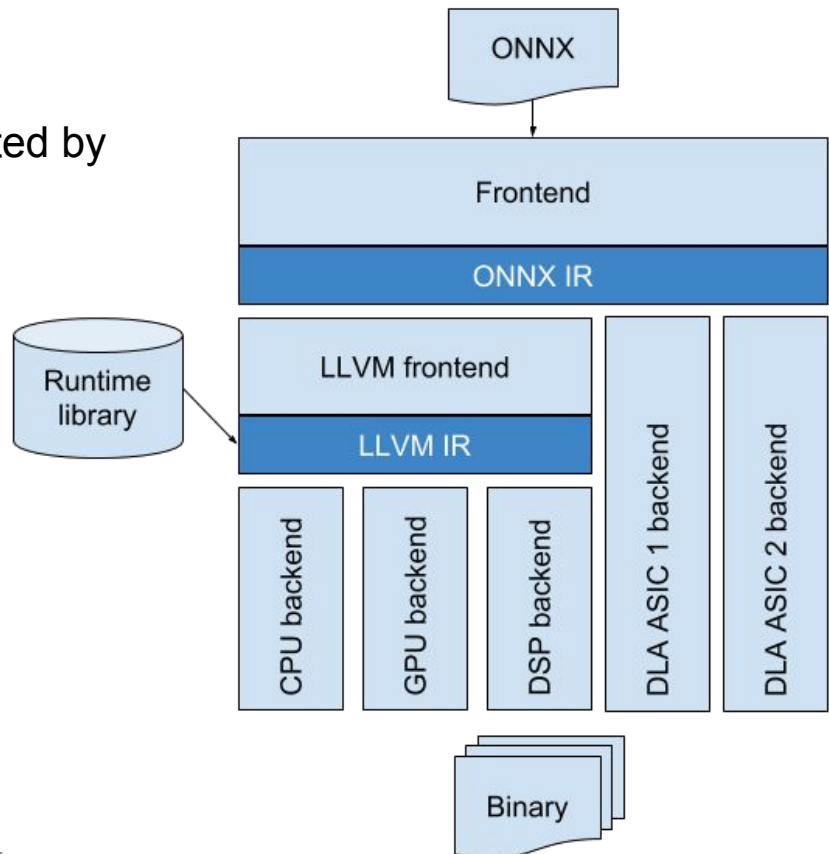 ONNX
ted by
Frontend
ONNX IR
Runtime
library
LLVM frontend
LLVM IR
CPU backend
GPU backend
DSP backend
DLA ASIC 1 backend
DLA ASIC 2 backend
Binary